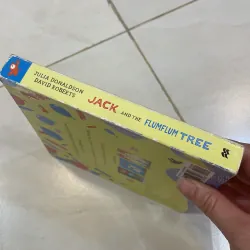 JULIA DONALDSON
DAVID ROBERTS
JACK AND THE FLUMFLUM TREE